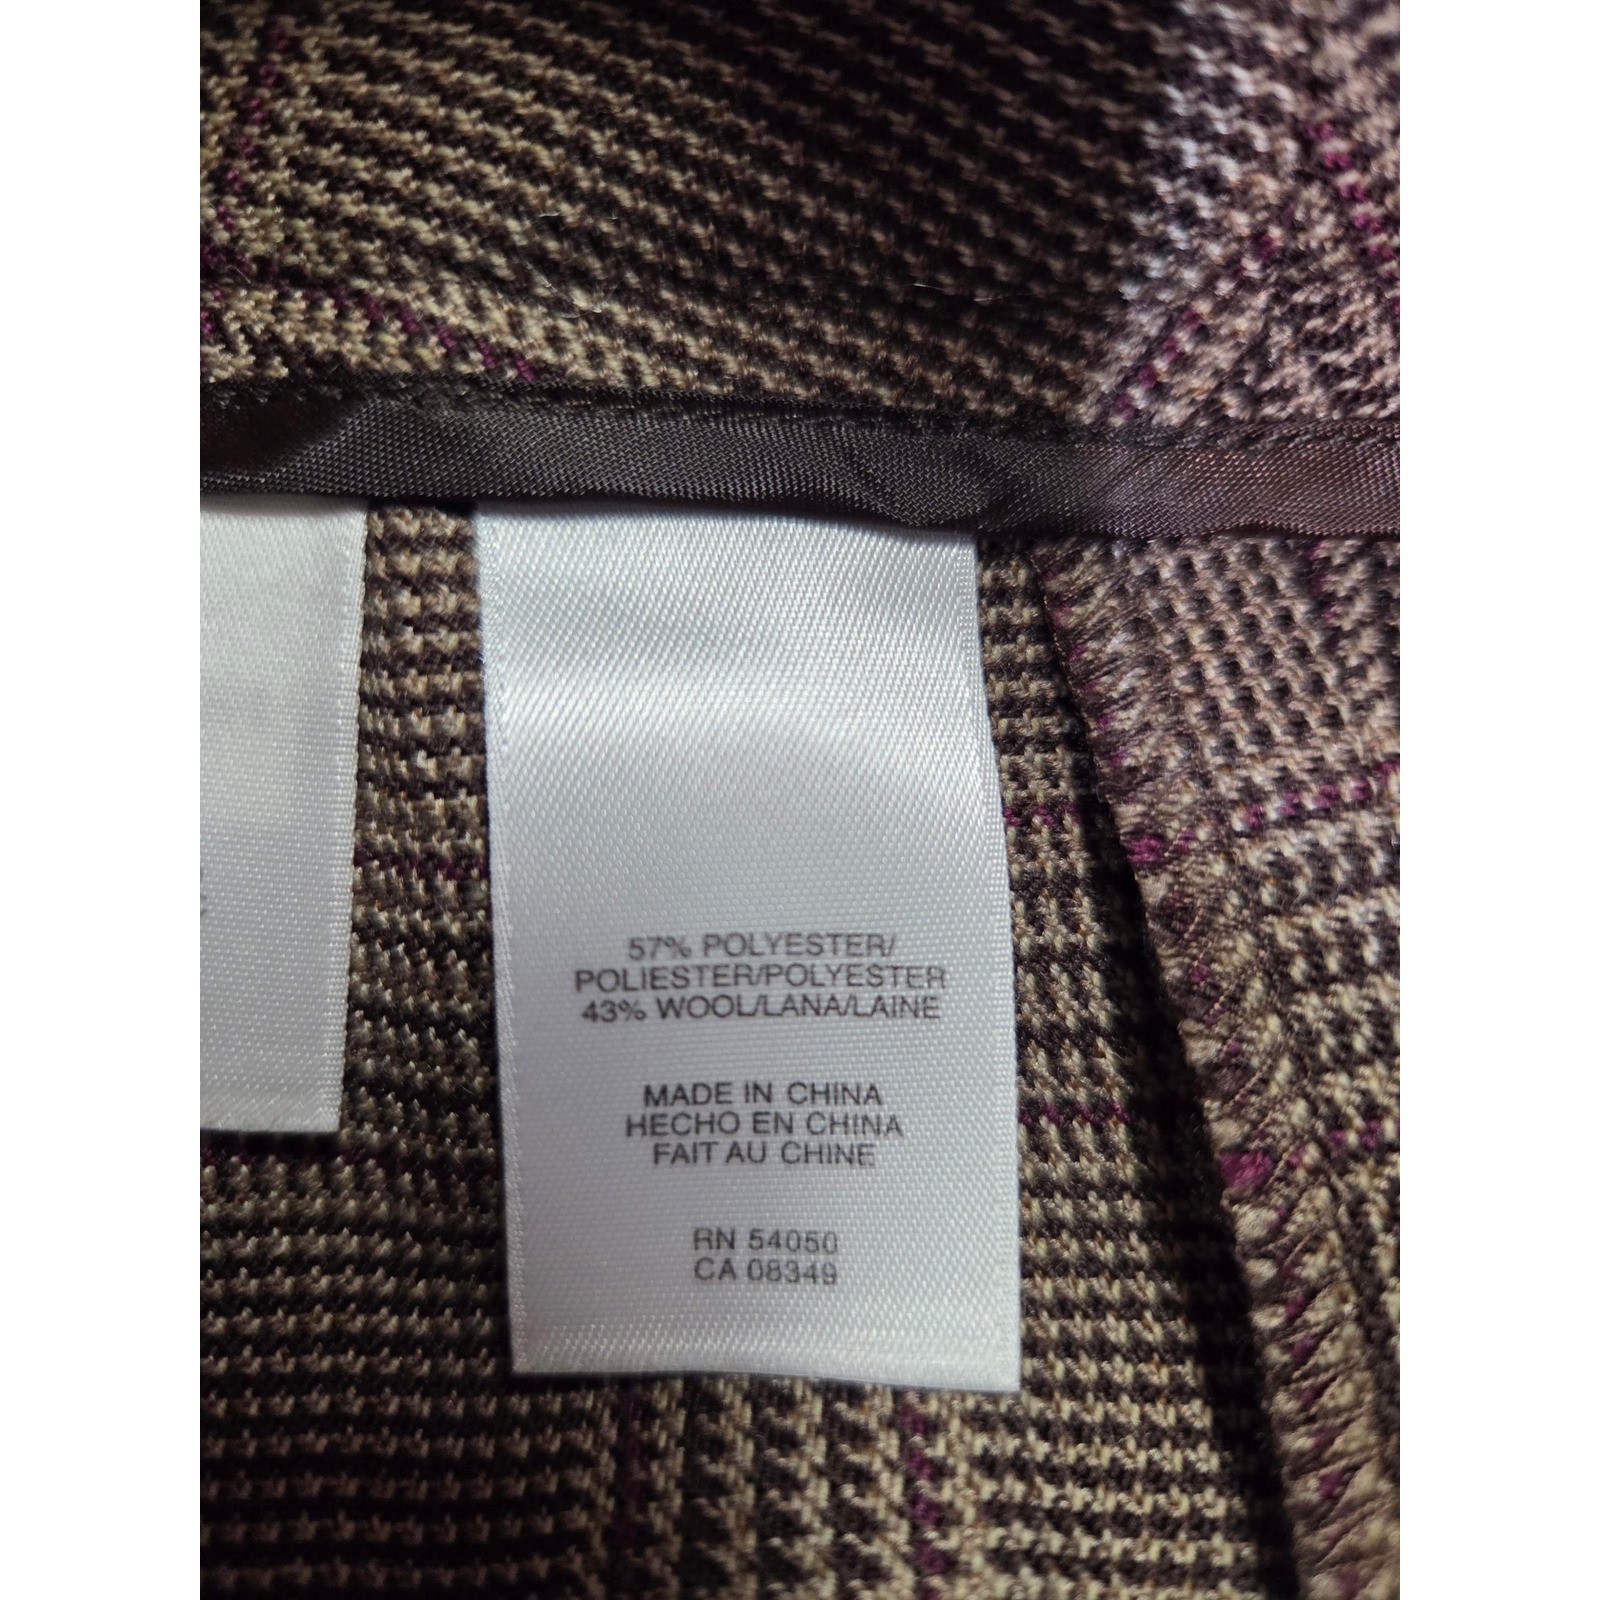 57% POLYESTER/
POLIESTER/POLYESTER
43% WOOL/LANA/LAINE
MADE IN CHINA
HECHO EN CHINA
FAIT AU CHINE
RN 54050
CA 08349